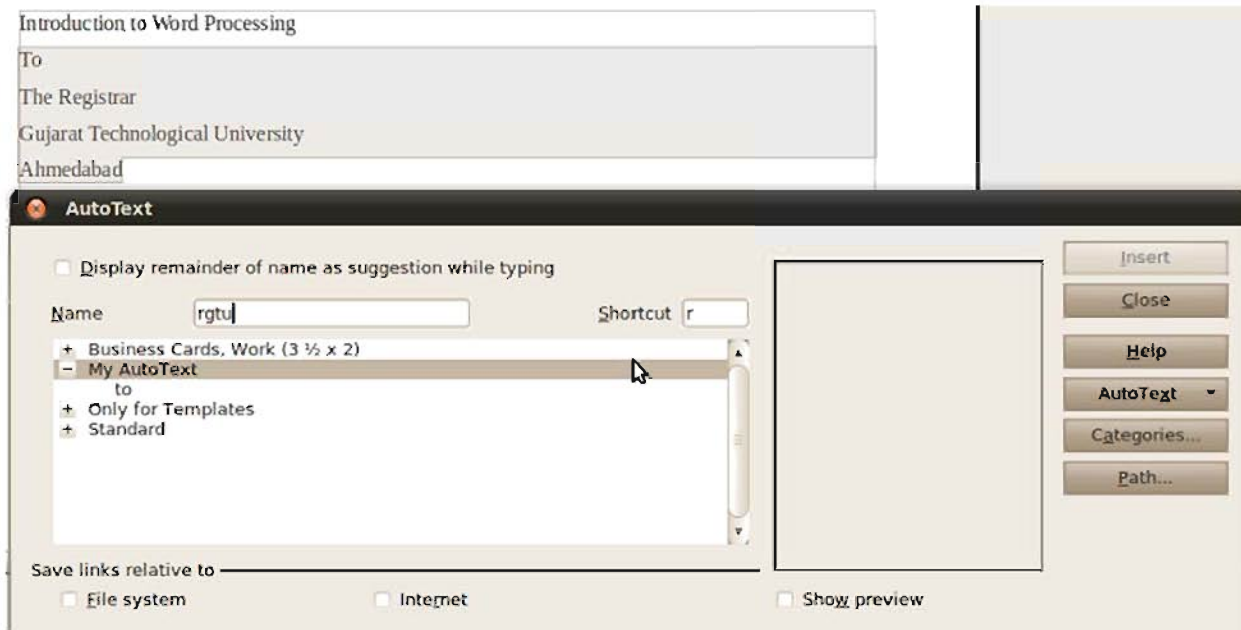 Introduction to Word Processing
To
The Registrar
Gujarat Technological University
Ahmedabad
AutoText
Display remainder of name as suggestion while typing
Name rgtu Shortcut r
+ Business Cards, Work (3 ½ x 2)
- My AutoText
to
+ Only for Templates
+ Standard
Insert
Close
Help
AutoText
Categories...
Path...
Save links relative to
File system Internet Show preview